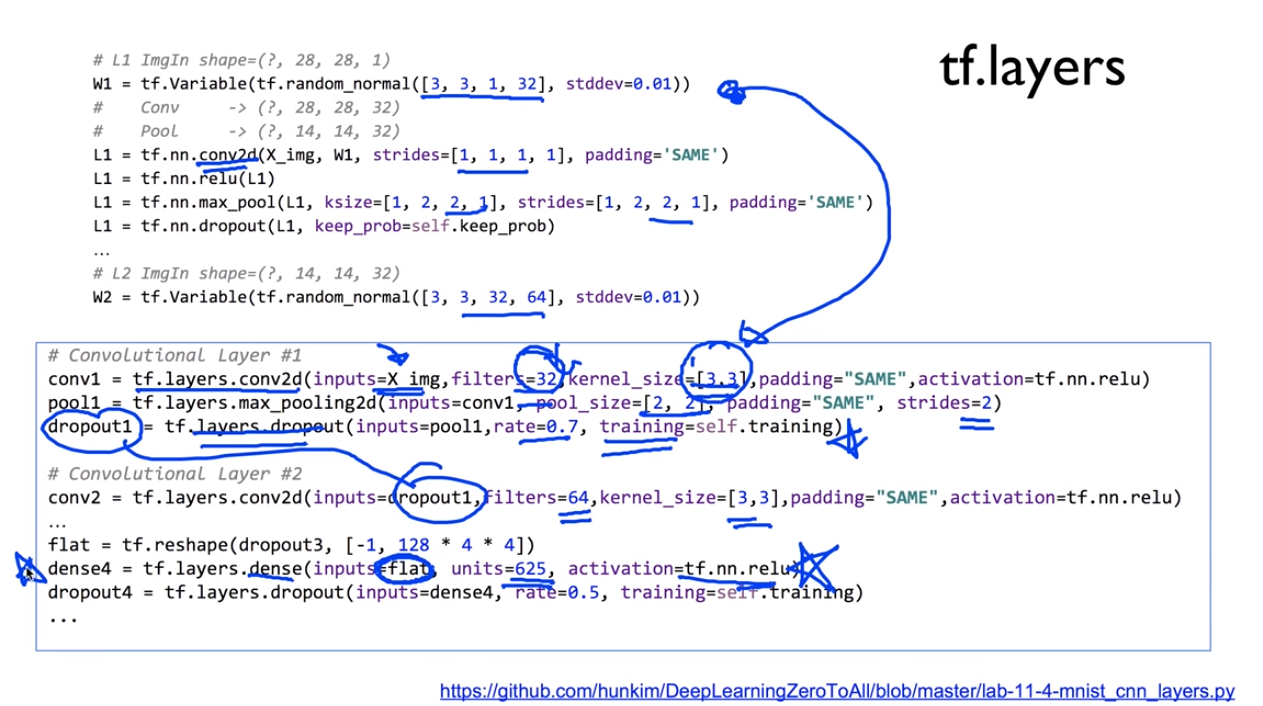 tf.layers
# L1 ImgIn shape=(?, 28, 28, 1)
W1 = tf.Variable(tf.random_normal([3, 3, 1, 32], stddev=0.01))
#    Conv     -> (?, 28, 28, 32)
#    Pool     -> (?, 14, 14, 32)
L1 = tf.nn.conv2d(X_img, W1, strides=[1, 1, 1, 1], padding='SAME')
L1 = tf.nn.relu(L1)
L1 = tf.nn.max_pool(L1, ksize=[1, 2, 2, 1], strides=[1, 2, 2, 1], padding='SAME')
L1 = tf.nn.dropout(L1, keep_prob=self.keep_prob)
...
# L2 ImgIn shape=(?, 14, 14, 32)
W2 = tf.Variable(tf.random_normal([3, 3, 32, 64], stddev=0.01))
# Convolutional Layer #1
conv1 = tf.layers.conv2d(inputs=X_img,filters=32,kernel_size=[3,3],padding="SAME",activation=tf.nn.relu)
pool1 = tf.layers.max_pooling2d(inputs=conv1, pool_size=[2, 2], padding="SAME", strides=2)
dropout1 = tf.layers.dropout(inputs=pool1,rate=0.7, training=self.training)
# Convolutional Layer #2
conv2 = tf.layers.conv2d(inputs=dropout1,filters=64,kernel_size=[3,3],padding="SAME",activation=tf.nn.relu)
...
flat = tf.reshape(dropout3, [-1, 128 * 4 * 4])
dense4 = tf.layers.dense(inputs=flat, units=625, activation=tf.nn.relu)
dropout4 = tf.layers.dropout(inputs=dense4, rate=0.5, training=self.training)
...
https://github.com/hunkim/DeepLearningZeroToAll/blob/master/lab-11-4-mnist_cnn_layers.py